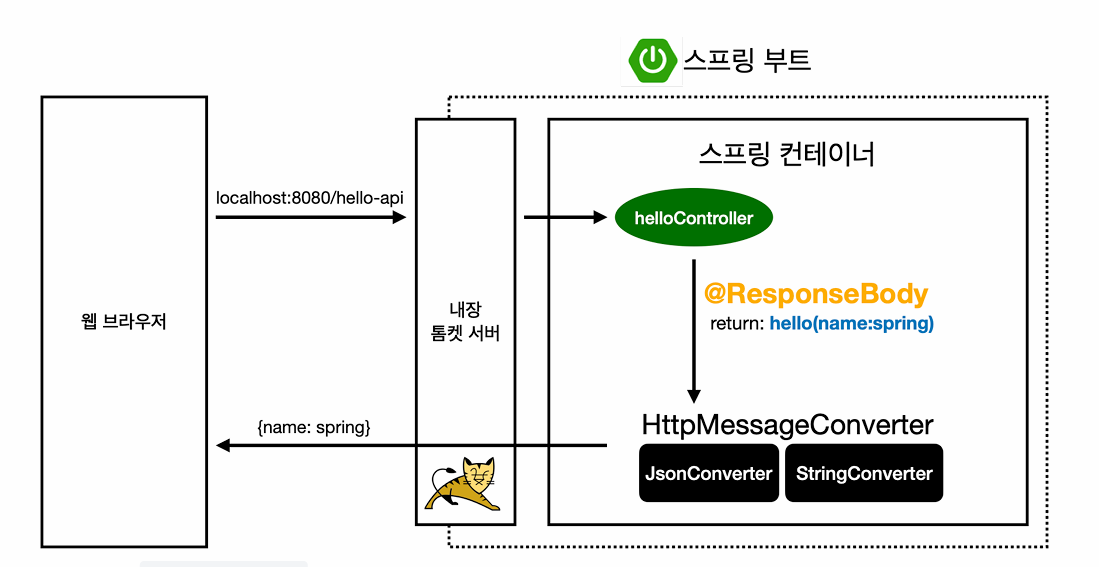 스프링 부트
스프링 컨테이너
localhost:8080/hello-api
helloController
@ResponseBody
return: hello(name:spring)
웹 브라우저
내장
톰켓 서버
{name: spring}
HttpMessageConverter
JsonConverter
StringConverter